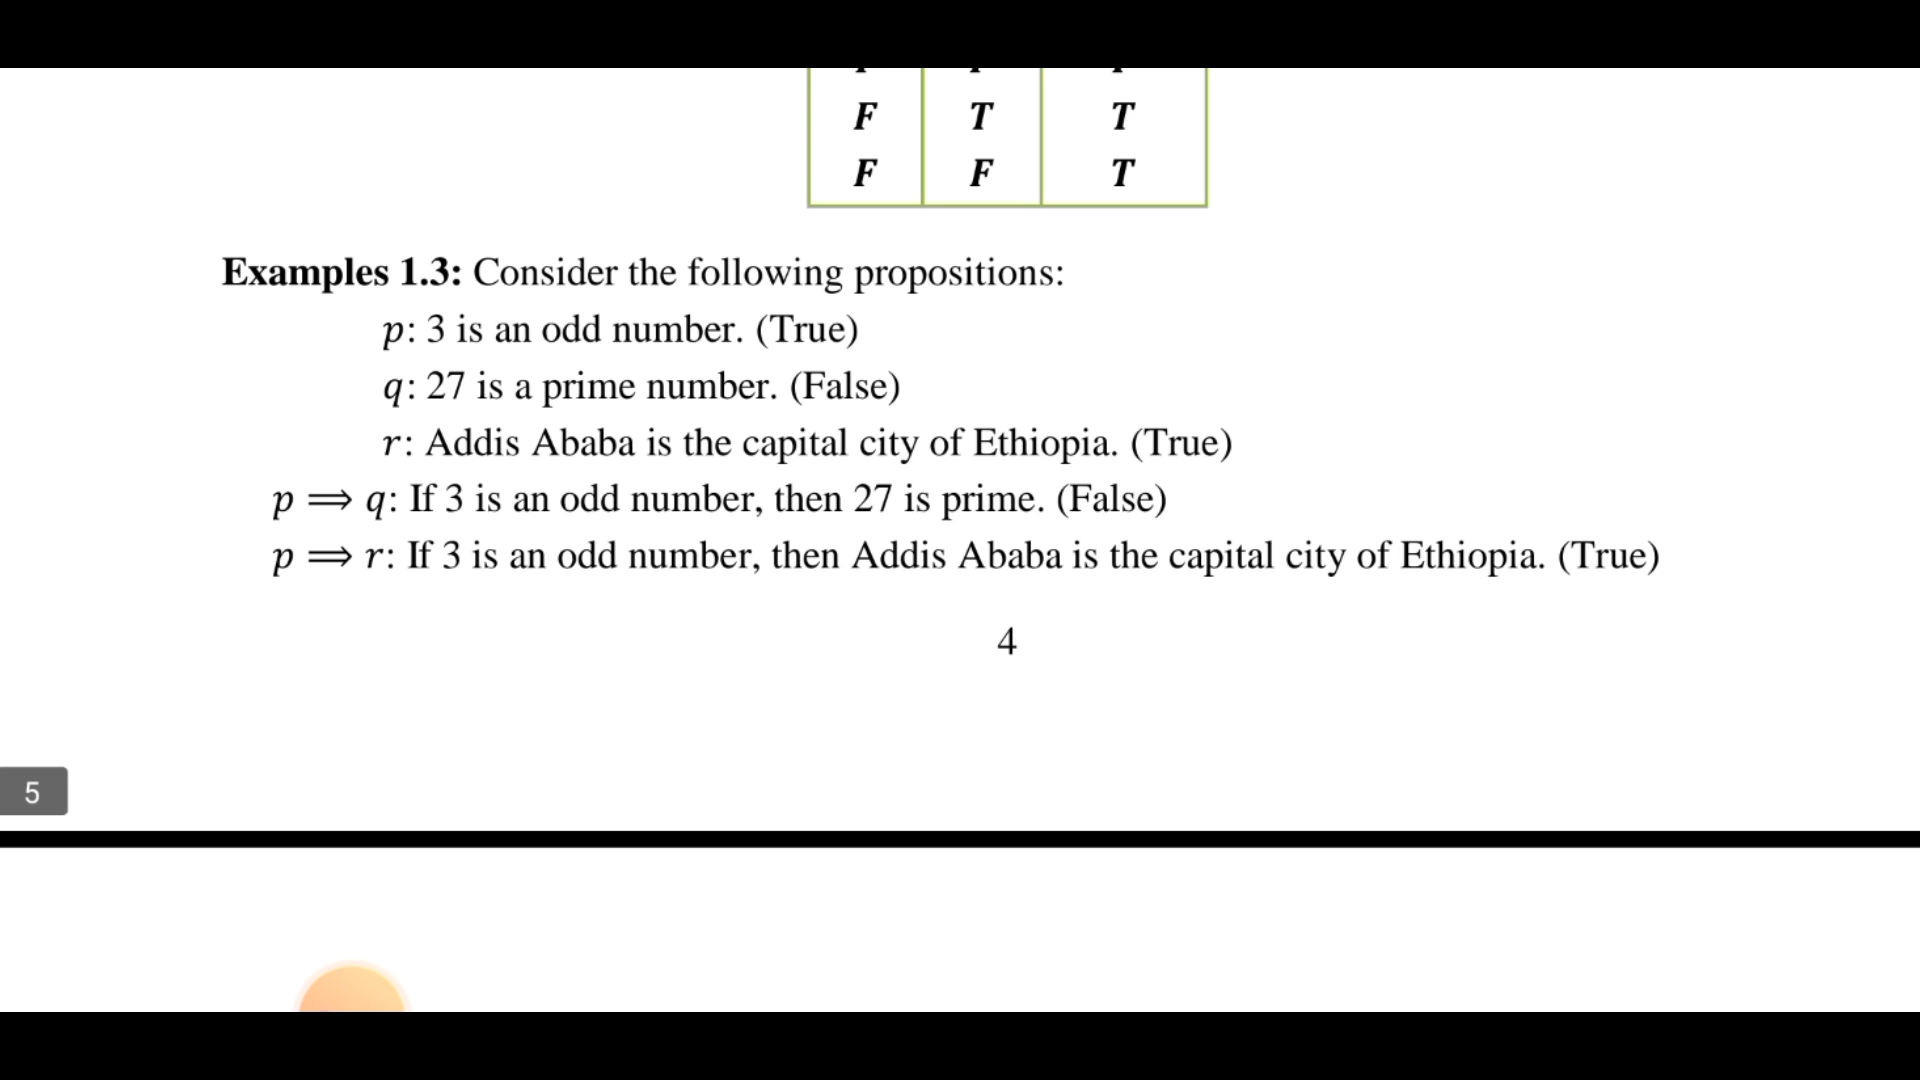 F T T
F F T
Examples 1.3: Consider the following propositions:
p: 3 is an odd number. (True)
q: 27 is a prime number. (False)
r: Addis Ababa is the capital city of Ethiopia. (True)
p ⟹ q: If 3 is an odd number, then 27 is prime. (False)
p ⟹ r: If 3 is an odd number, then Addis Ababa is the capital city of Ethiopia. (True)
4
5